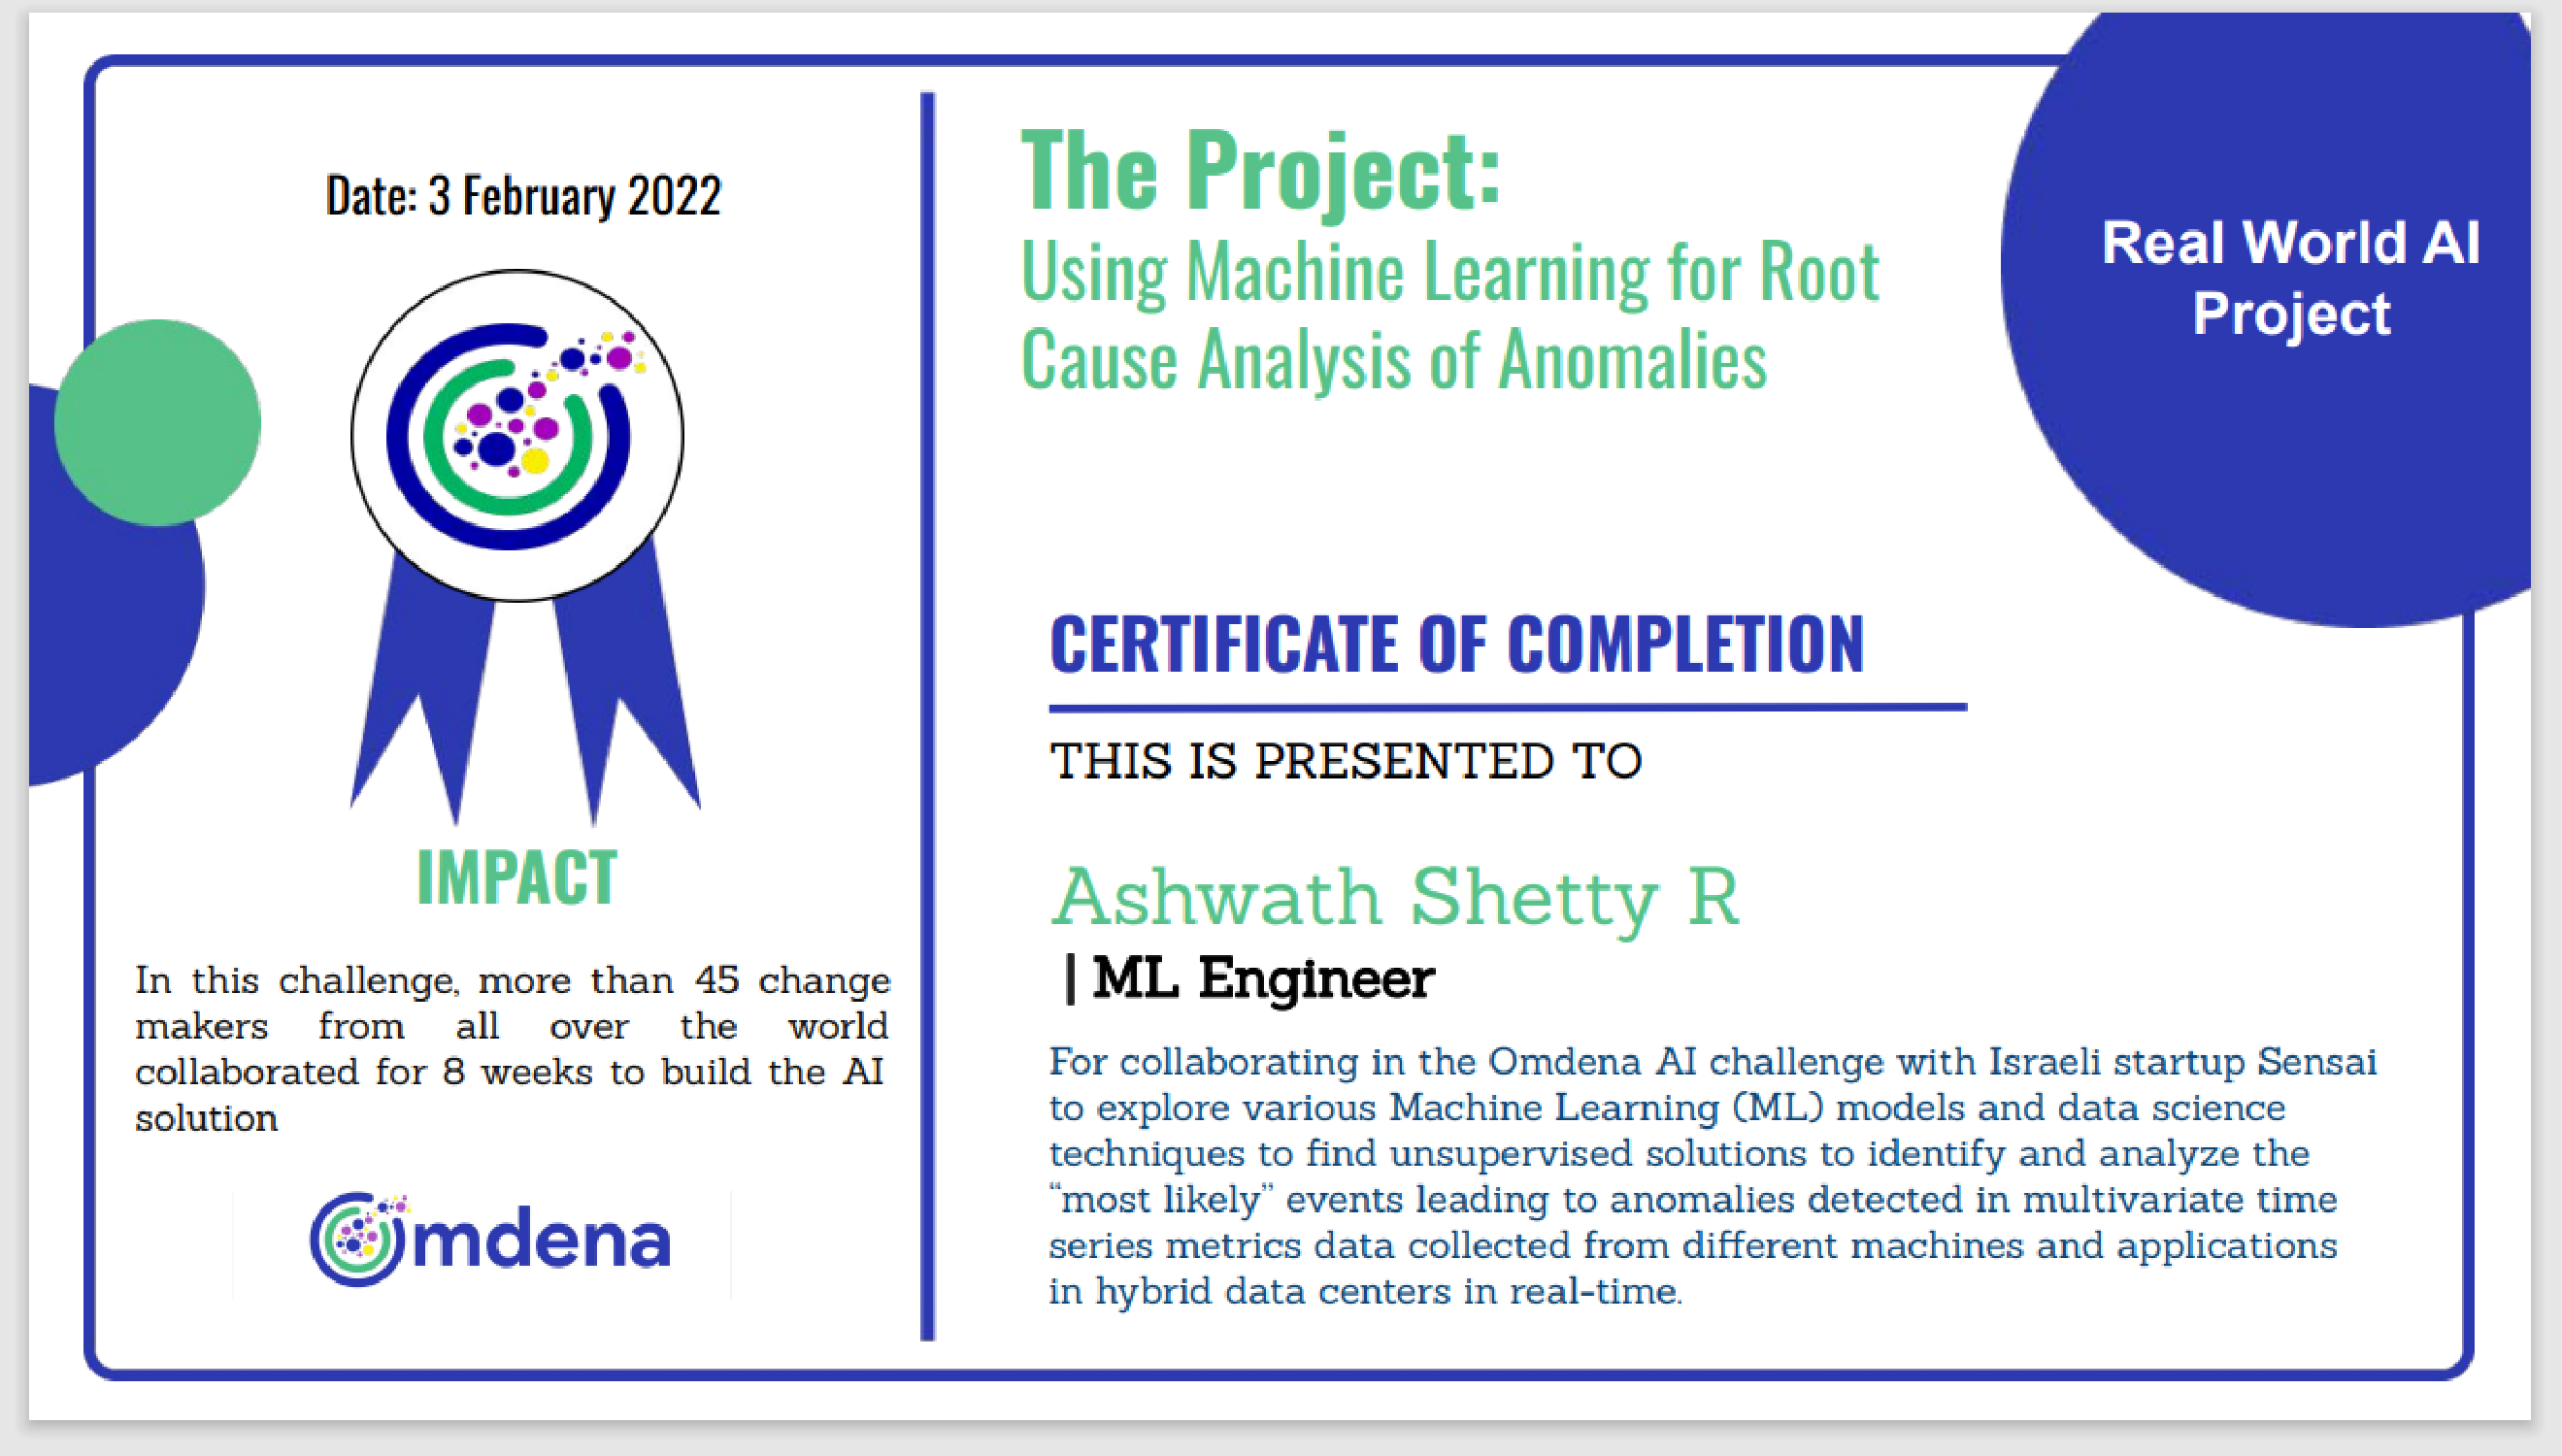 Date: 3 February 2022
IMPACT
In this challenge, more than 45 change
makers from all over the world
collaborated for 8 weeks to build the AI
solution
Omdena
The Project:
Using Machine Learning for Root
Cause Analysis of Anomalies
Real World AI
Project
CERTIFICATE OF COMPLETION
THIS IS PRESENTED TO
Ashwath Shetty R
| ML Engineer
For collaborating in the Omdena AI challenge with Israeli startup Sensai
to explore various Machine Learning (ML) models and data science
techniques to find unsupervised solutions to identify and analyze the
“most likely” events leading to anomalies detected in multivariate time
series metrics data collected from different machines and applications
in hybrid data centers in real-time.